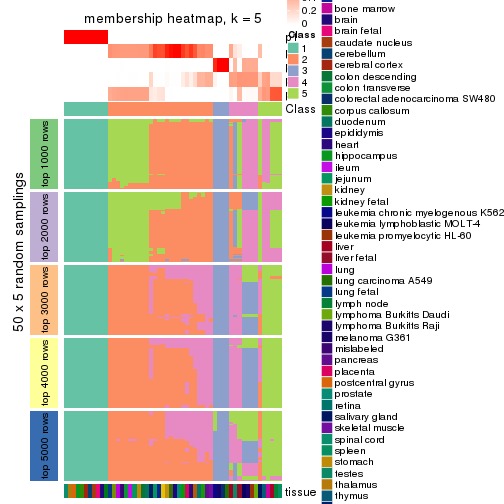 membership heatmap, k = 5
0.2
0
Class
1
2
3
4
5
Class
50 x 5 random samplings
top 1000 rows
top 2000 rows
top 3000 rows
top 4000 rows
top 5000 rows
tissue
bone marrow
brain
brain fetal
caudate nucleus
cerebellum
cerebral cortex
colon descending
colon transverse
colorectal adenocarcinoma SW480
corpus callosum
duodenum
epididymis
heart
hippocampus
ileum
jejunum
kidney
kidney fetal
leukemia chronic myelogenous K562
leukemia lymphoblastic MOLT-4
leukemia promyelocytic HL-60
liver
liver fetal
lung
lung carcinoma A549
lung fetal
lymph node
lymphoma Burkitts Daudi
lymphoma Burkitts Raji
melanoma G361
mislabeled
pancreas
placenta
postcentral gyrus
prostate
retina
salivary gland
skeletal muscle
spinal cord
spleen
stomach
testes
thalamus
thymus